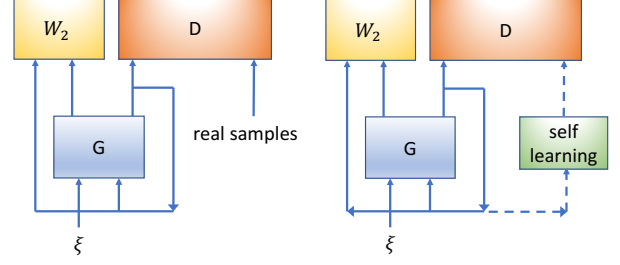 W₂
D
G
real samples
ξ
W₂
D
G
self
learning
ξ